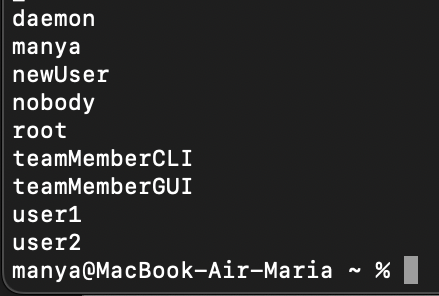 daemon
manya
newUser
nobody
root
teamMemberCLI
teamMemberGUI
user1
user2
manya@MacBook-Air-Maria ~ %